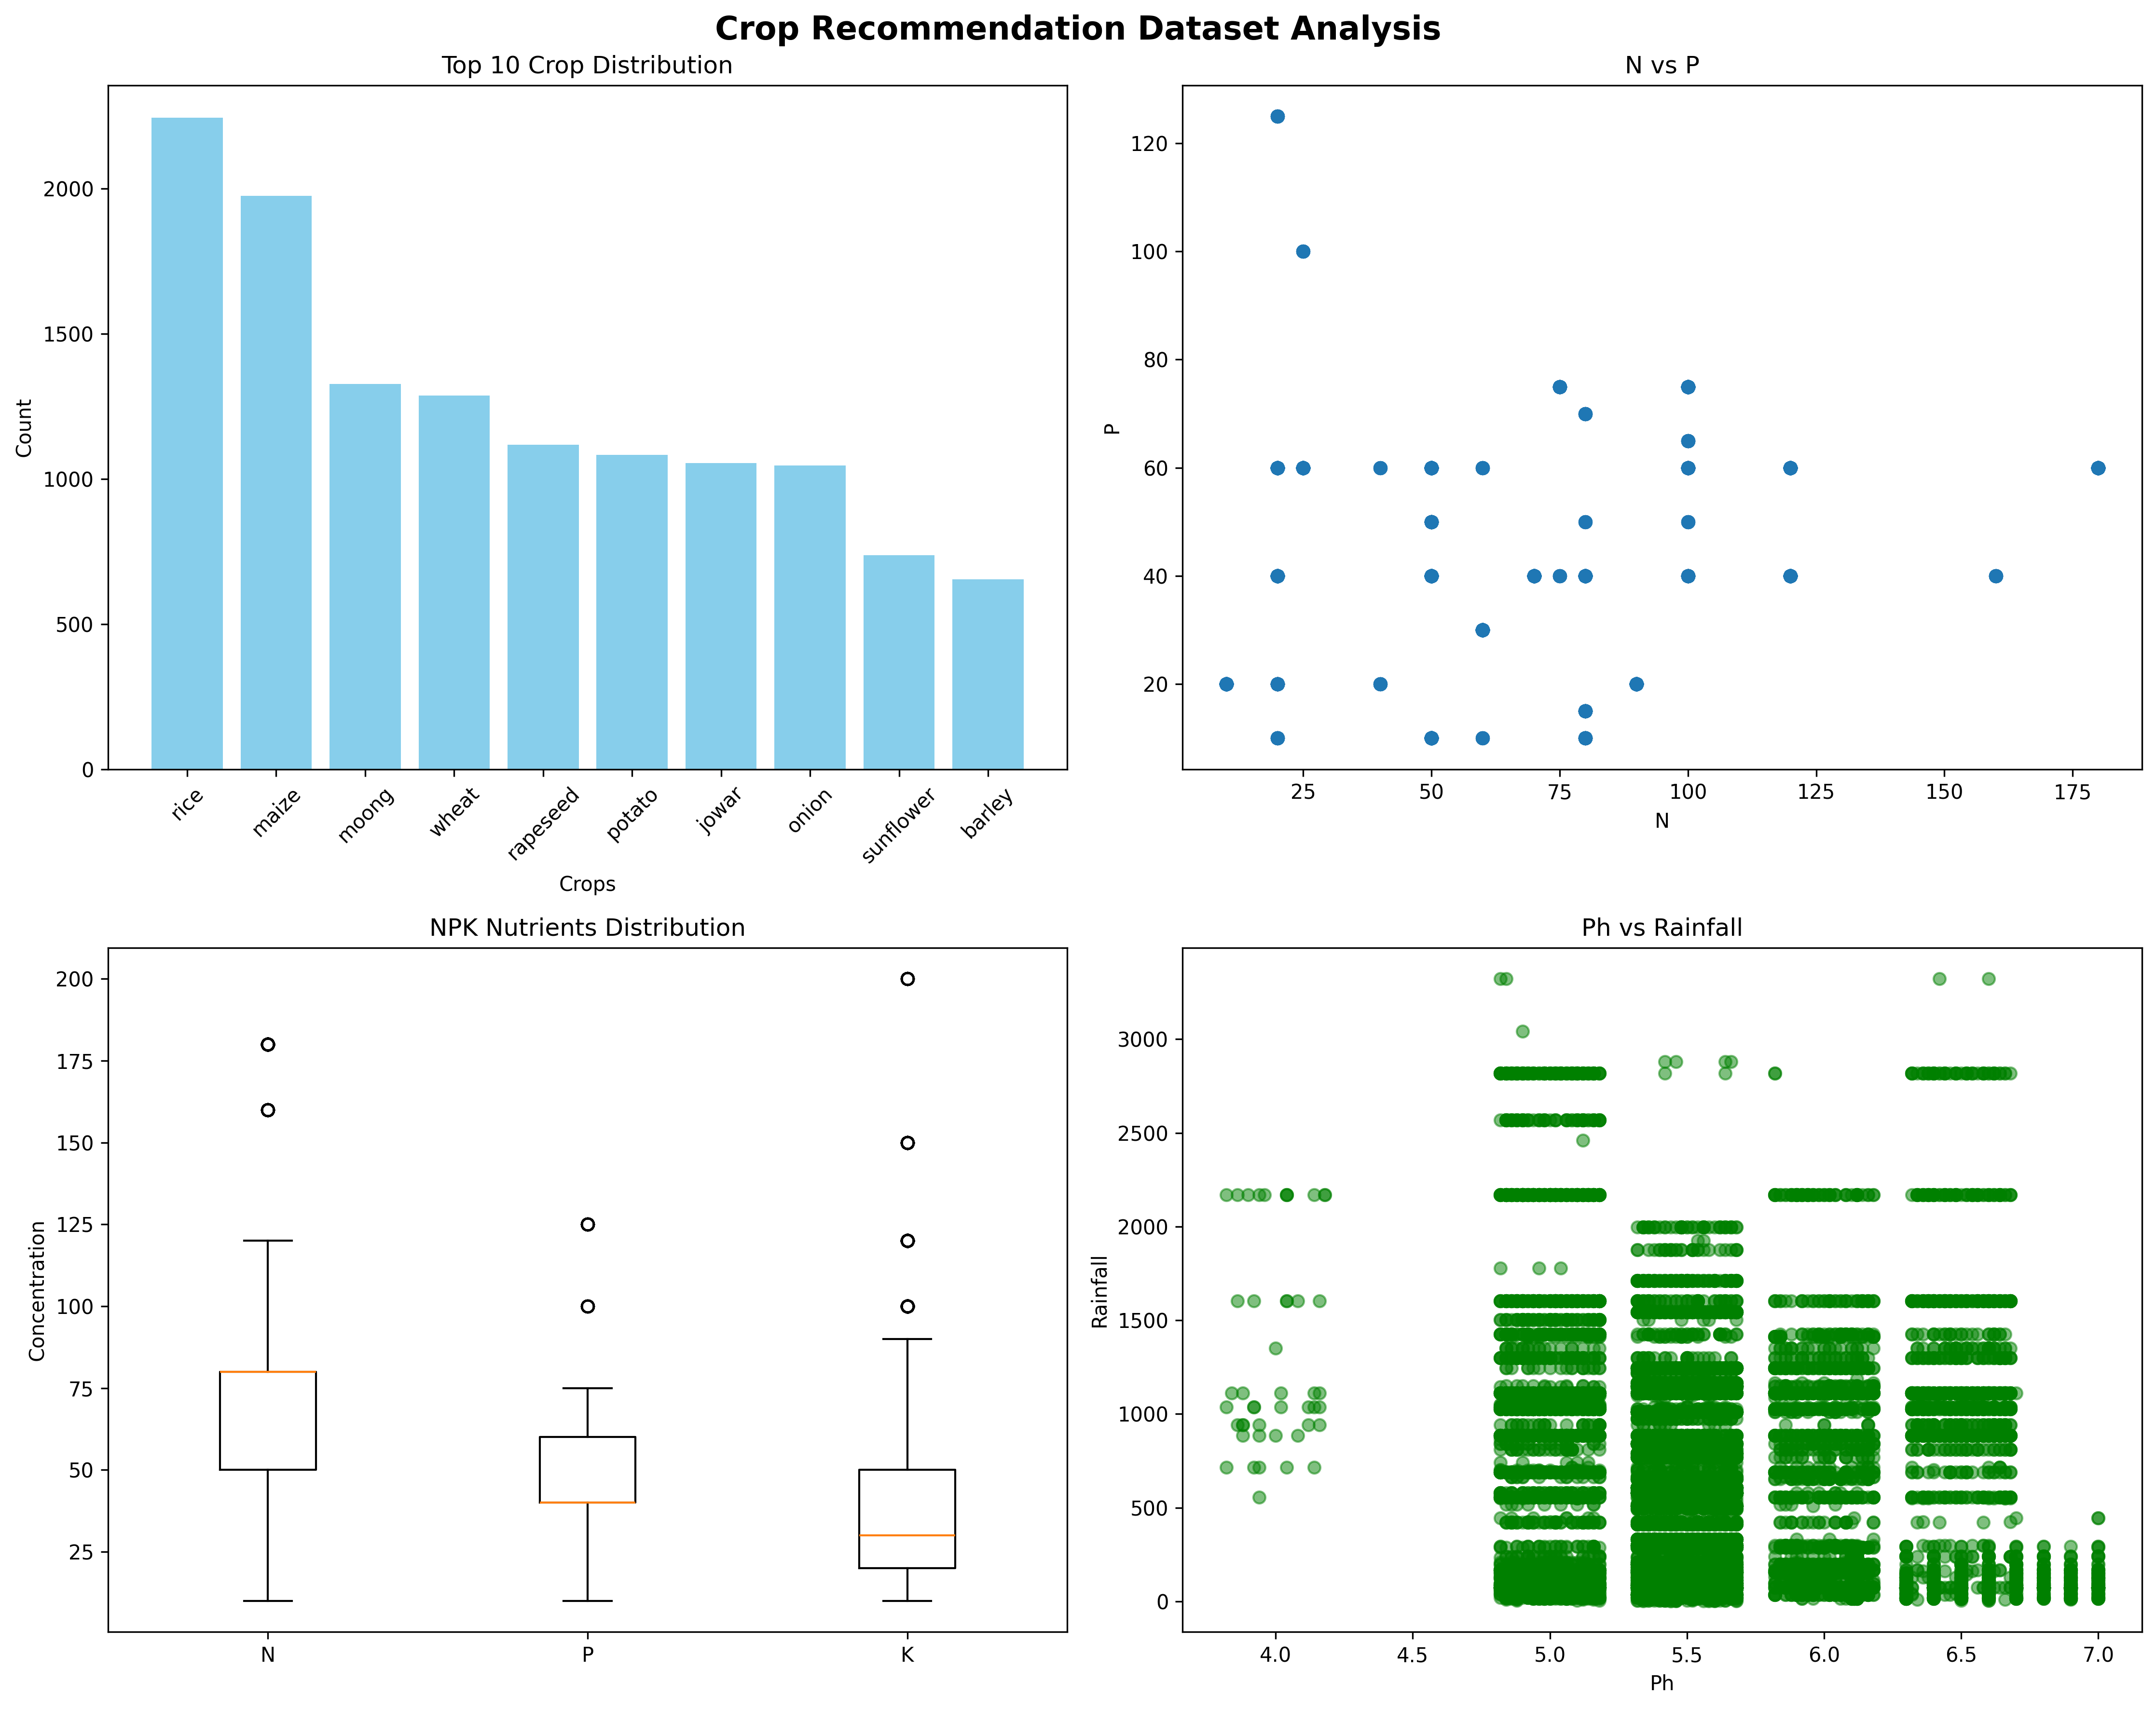 Crop Recommendation Dataset Analysis
Top 10 Crop Distribution
2000
1500
1000
500
0
Count
rice maize moong wheat rapeseed potato jowar onion sunflower barley
Crops
N vs P
120
100
80
60
40
20
P
25 50 75 100 125 150 175
N
NPK Nutrients Distribution
200
175
150
125
100
75
50
25
Concentration
N P K
Ph vs Rainfall
3000
2500
2000
1500
1000
500
0
Rainfall
4.0 4.5 5.0 5.5 6.0 6.5 7.0
Ph